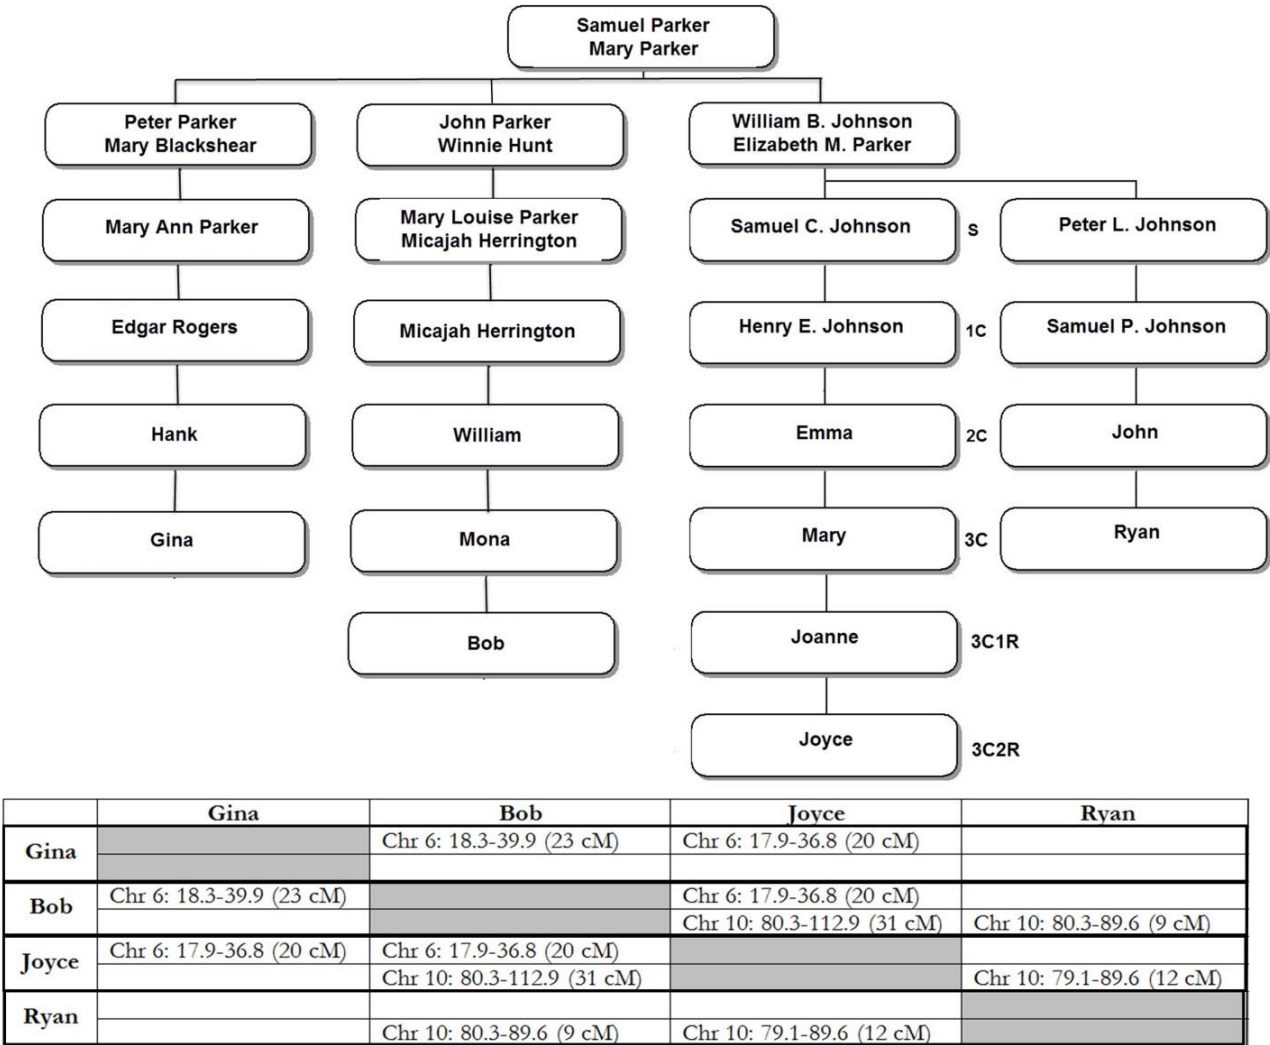 Samuel Parker
Mary Parker
Peter Parker
Mary Blackshear
John Parker
Winnie Hunt
William B. Johnson
Elizabeth M. Parker
Mary Ann Parker
Mary Louise Parker
Micajah Herrington
Samuel C. Johnson
S
Peter L. Johnson
Edgar Rogers
Micajah Herrington
Henry E. Johnson
1C
Samuel P. Johnson
Hank
William
Emma
2C
John
Gina
Mona
Mary
3C
Ryan
Bob
Joanne
3C1R
Joyce
3C2R
Gina Bob Joyce Ryan
Gina
Chr 6: 18.3-39.9 (23 cM) Chr 6: 17.9-36.8 (20 cM)
Bob
Chr 6: 18.3-39.9 (23 cM) Chr 6: 17.9-36.8 (20 cM)
Chr 10: 80.3-112.9 (31 cM) Chr 10: 80.3-89.6 (9 cM)
Joyce
Chr 6: 17.9-36.8 (20 cM) Chr 6: 17.9-36.8 (20 cM)
Chr 10: 80.3-112.9 (31 cM) Chr 10: 79.1-89.6 (12 cM)
Ryan
Chr 10: 80.3-89.6 (9 cM) Chr 10: 79.1-89.6 (12 cM)